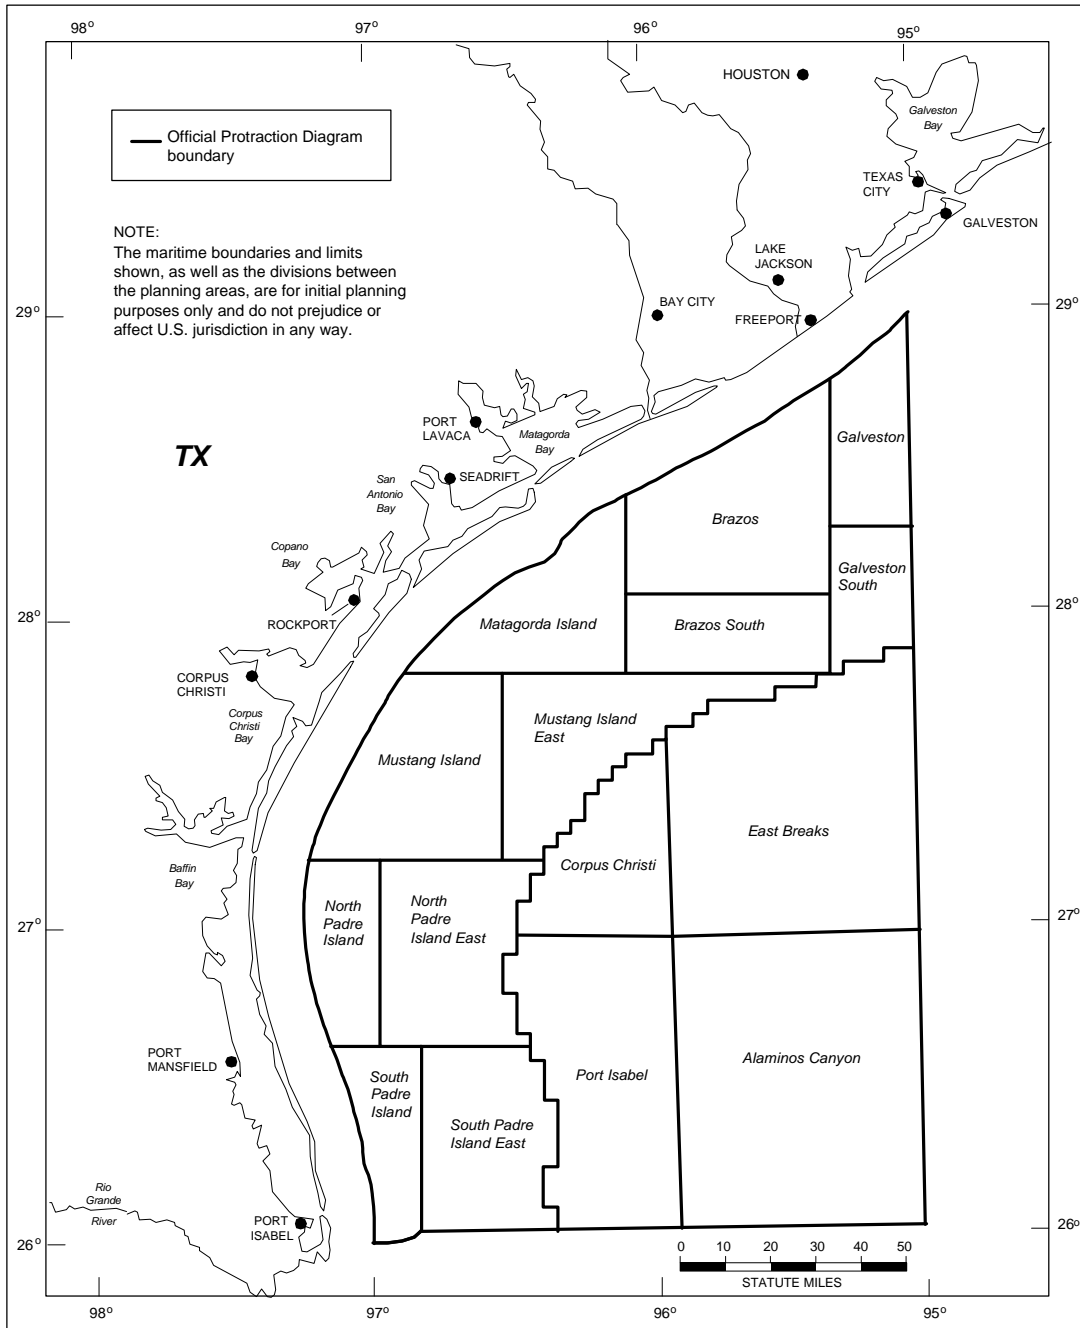 98°
97°
96°
95°
HOUSTON
Galveston
Bay
Official Protraction Diagram
boundary
TEXAS
CITY
GALVESTON
NOTE:
The maritime boundaries and limits
shown, as well as the divisions between
the planning areas, are for initial planning
purposes only and do not prejudice or
affect U.S. jurisdiction in any way.
LAKE
JACKSON
BAY CITY
FREEPORT
29°
29°
PORT
LAVACA
Matagorda
Bay
Galveston
TX
SEADRIFT
San
Antonio
Bay
Brazos
Copano
Bay
Galveston
South
28°
28°
ROCKPORT
Matagorda Island
Brazos South
CORPUS
CHRISTI
Corpus
Christi
Bay
Mustang Island
East
Mustang Island
East Breaks
Baffin
Bay
Corpus Christi
North
Padre
Island
North
Padre
Island East
27°
27°
PORT
MANSFIELD
South
Padre
Island
Port Isabel
Alaminos Canyon
South Padre
Island East
Rio
Grande
River
PORT
ISABEL
26°
26°
0 10 20 30 40 50
STATUTE MILES
98°
97°
96°
95°